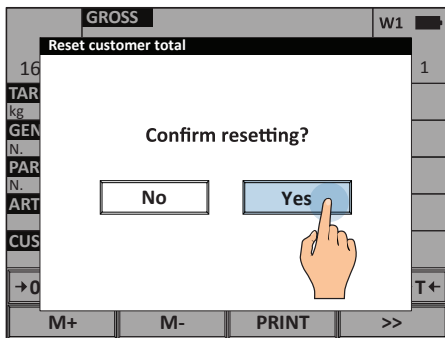 GROSS W1
Reset customer total
16 1
TAR
kg
GEN
N.
Confirm resetting?
PAR
N.
No Yes
ART
CUS
→0 T←
M+ M- PRINT >>